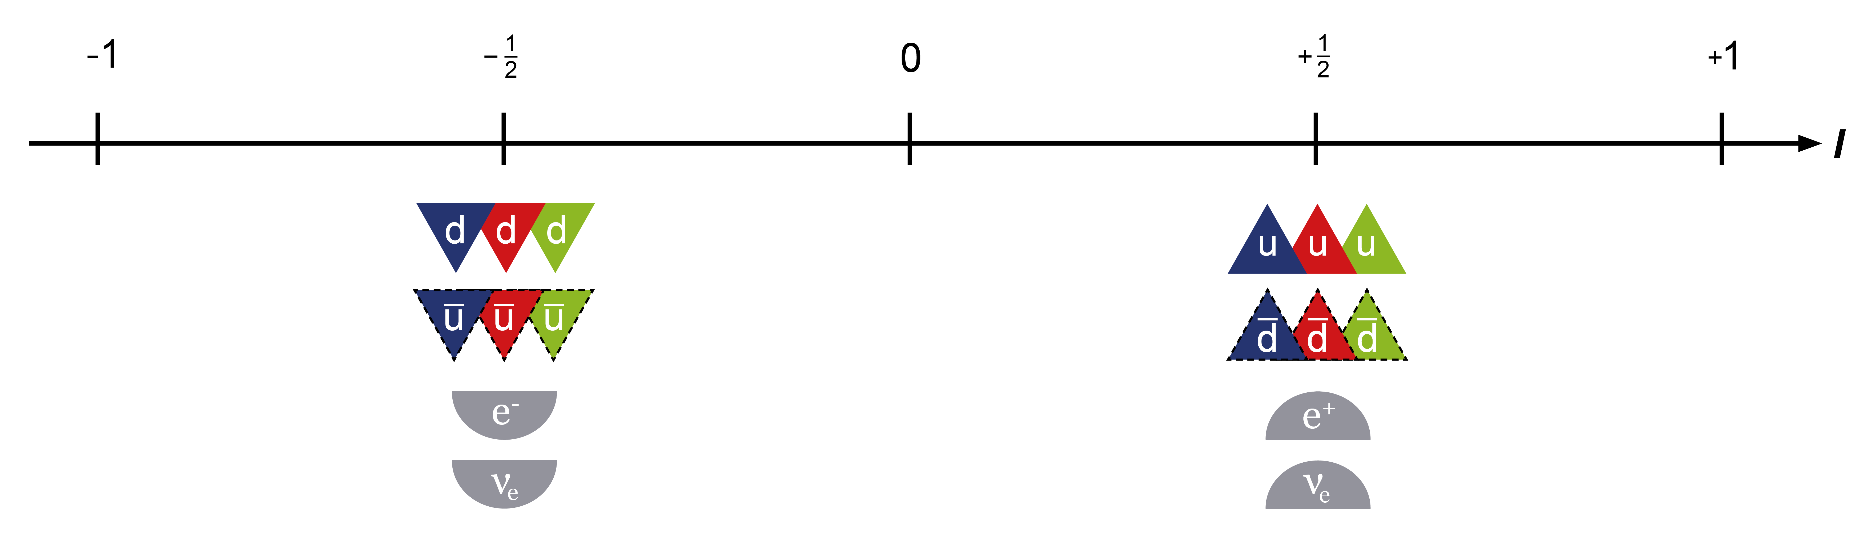 -1 -½ 0 +½ +1
I
d d d u u u
ū ū ū d̅ d̅ d̅
e⁻ e⁺
νₑ νₑ